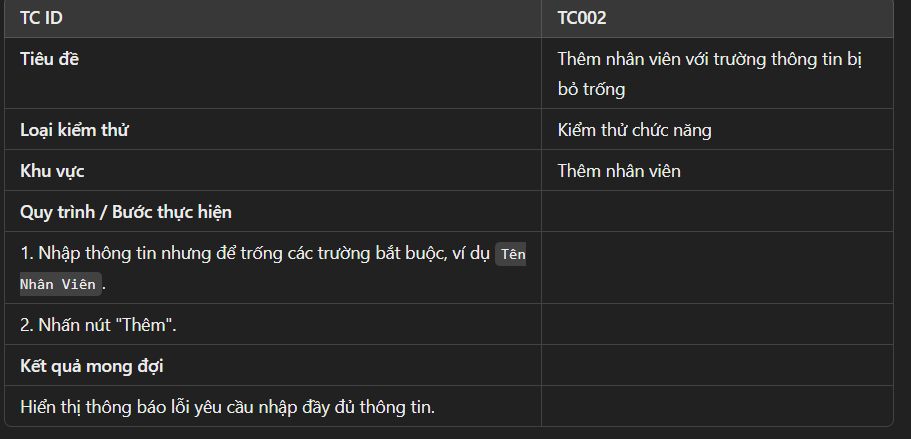 TC ID TC002
Tiêu đề Thêm nhân viên với trường thông tin bị
bỏ trống
Loại kiểm thử Kiểm thử chức năng
Khu vực Thêm nhân viên
Quy trình / Bước thực hiện
1. Nhập thông tin nhưng để trống các trường bắt buộc, ví dụ Tên
Nhân Viên.
2. Nhấn nút "Thêm".
Kết quả mong đợi
Hiển thị thông báo lỗi yêu cầu nhập đầy đủ thông tin.